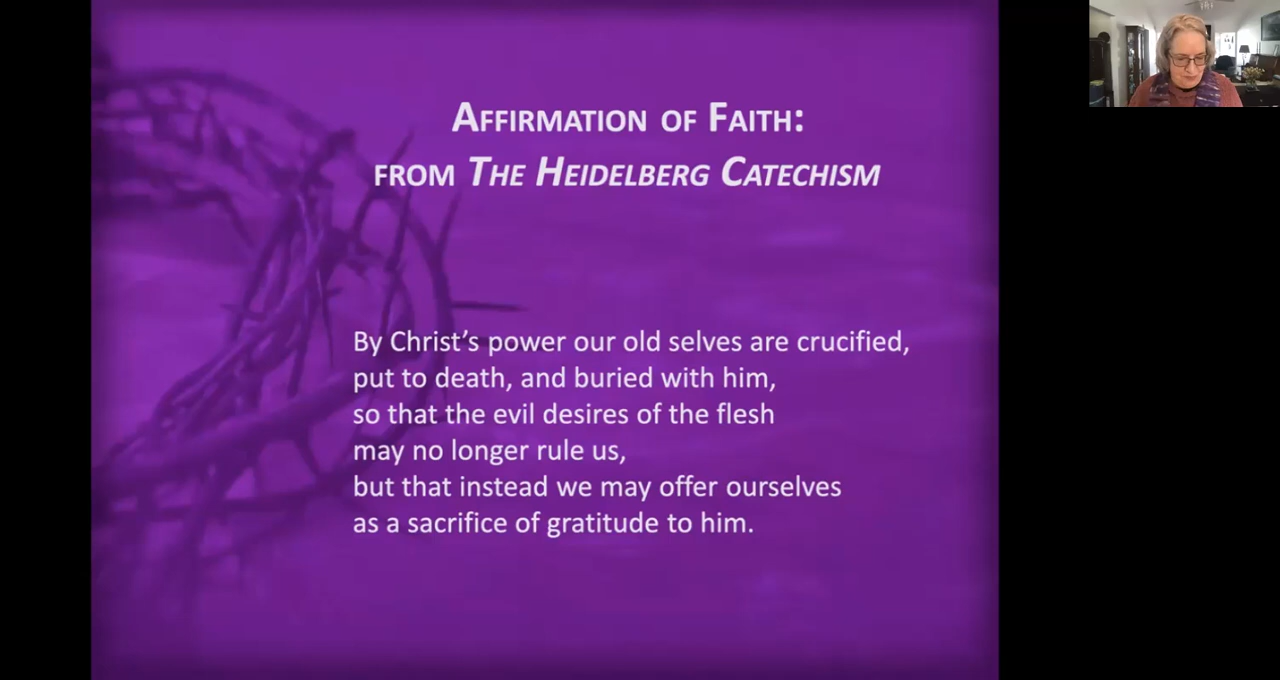 AFFIRMATION OF FAITH:
FROM THE HEIDELBERG CATECHISM
By Christ’s power our old selves are crucified,
put to death, and buried with him,
so that the evil desires of the flesh
may no longer rule us,
but that instead we may offer ourselves
as a sacrifice of gratitude to him.